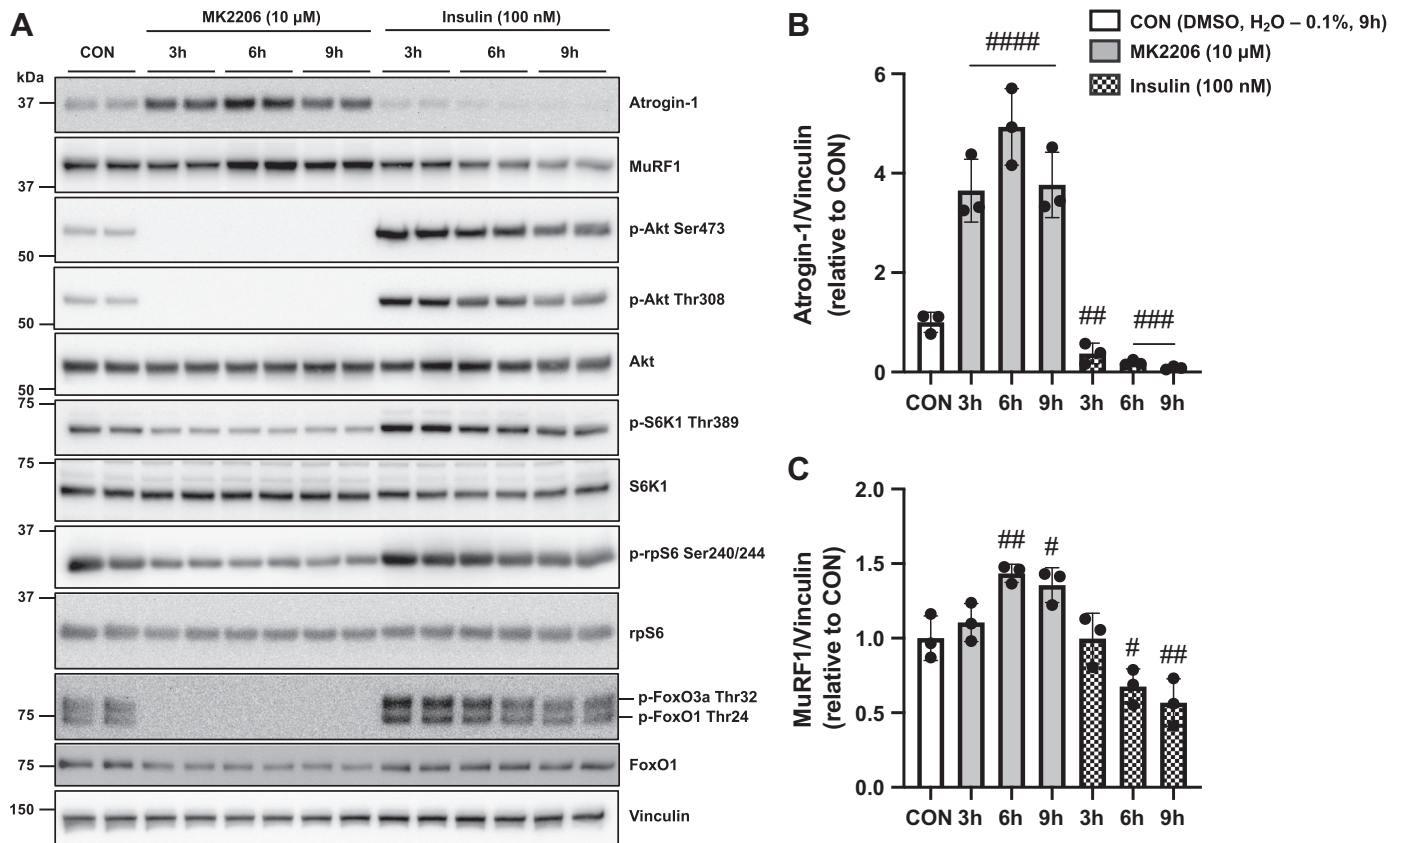 A
MK2206 (10 µM)
Insulin (100 nM)
CON
3h
6h
9h
3h
6h
9h
kDa
37
Atrogin-1
MuRF1
37
p-Akt Ser473
50
p-Akt Thr308
50
Akt
50
75
p-S6K1 Thr389
75
S6K1
37
p-rpS6 Ser240/244
37
rpS6
p-FoxO3a Thr32
75
p-FoxO1 Thr24
75
FoxO1
150
Vinculin
B
CON (DMSO, H₂O – 0.1%, 9h)
MK2206 (10 µM)
Insulin (100 nM)
Atrogin-1/Vinculin
(relative to CON)
6
4
2
0
####
##
###
CON 3h 6h 9h 3h 6h 9h
C
MuRF1/Vinculin
(relative to CON)
2.0
1.5
1.0
0.5
0.0
##
#
#
##
CON 3h 6h 9h 3h 6h 9h